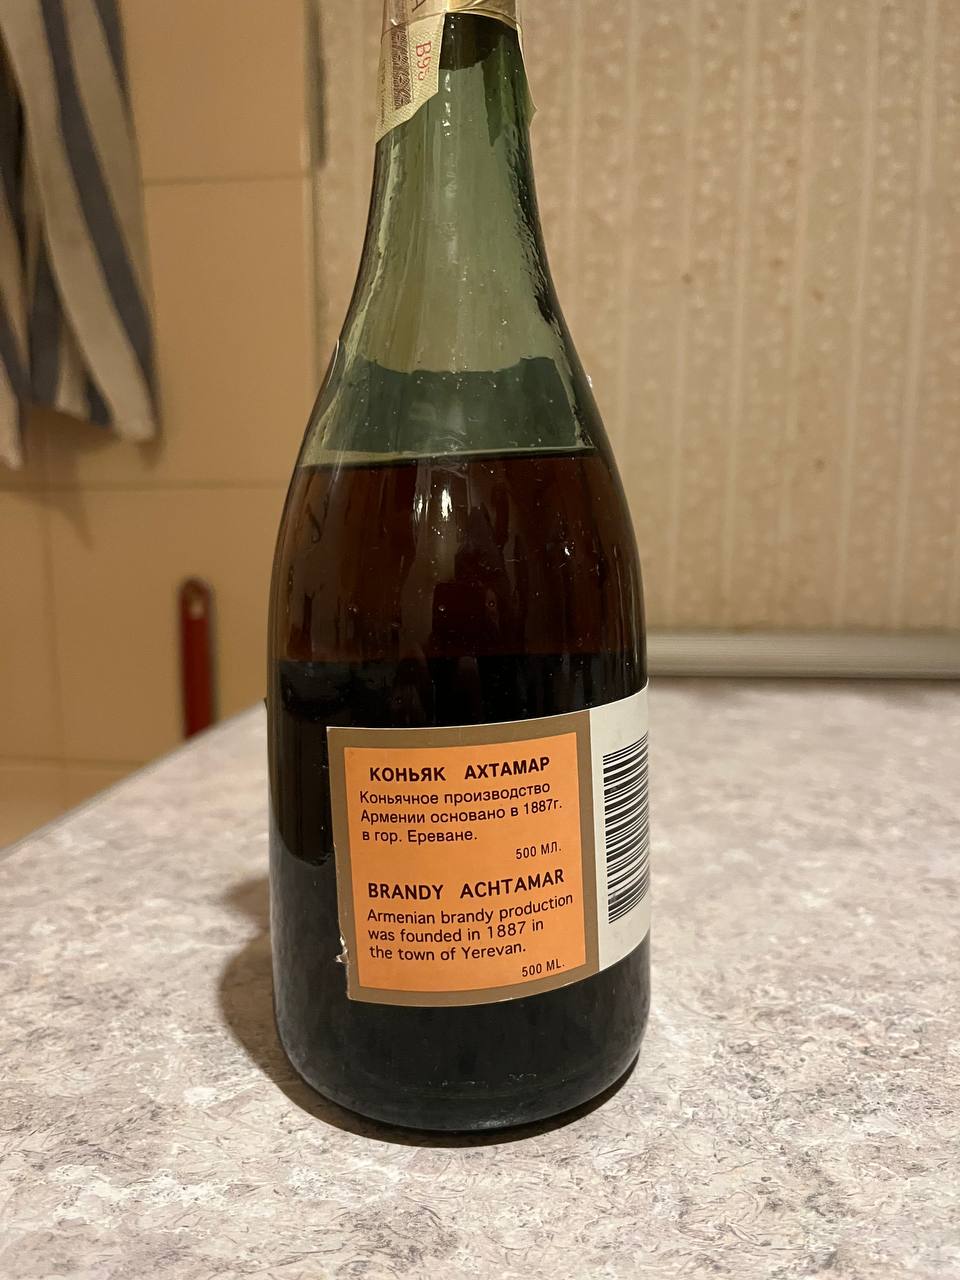 КОНЬЯК АХТАМАР
Коньячное производство
Армении основано в 1887г.
в гор. Ереване.
500 МЛ.
BRANDY ACHTAMAR
Armenian brandy production
was founded in 1887 in
the town of Yerevan.
500 ML.